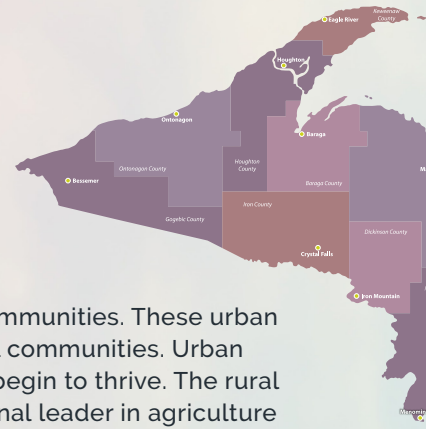 Keweenaw
County
Eagle River
Houghton
Ontonagon
Baraga
Ontonagon County
Houghton
County
Baraga County
Bessemer
Gogebic County
Iron County
Dickinson County
Crystal Falls
Iron Mountain
mmunities. These urban
communities. Urban
begin to thrive. The rural
nal leader in agriculture